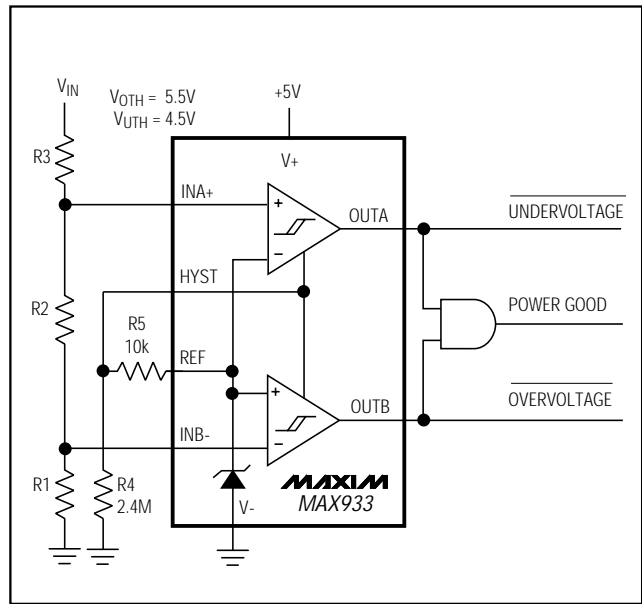 VIN
VOTH = 5.5V
VUTH = 4.5V
+5V
R3
V+
INA+
+
−
OUTA
UNDERVOLTAGE
HYST
R2
R5
10k
REF
POWER GOOD
+
−
OUTB
OVERVOLTAGE
INB-
R1
R4
2.4M
V-
MAXIM
MAX933